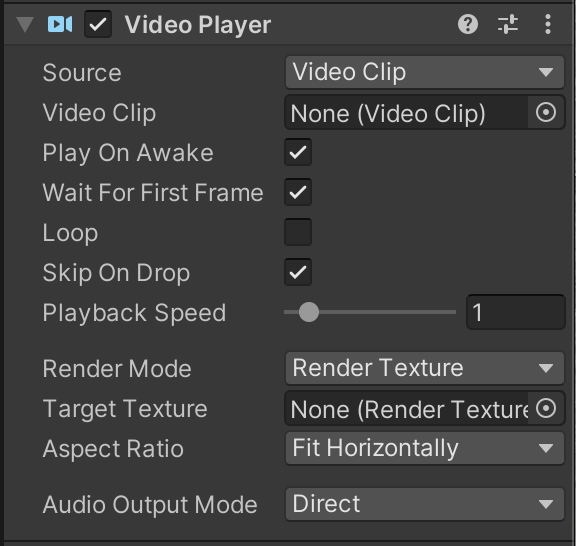 Video Player
Source Video Clip
Video Clip None (Video Clip)
Play On Awake
Wait For First Frame
Loop
Skip On Drop
Playback Speed 1
Render Mode Render Texture
Target Texture None (Render Texture
Aspect Ratio Fit Horizontally
Audio Output Mode Direct